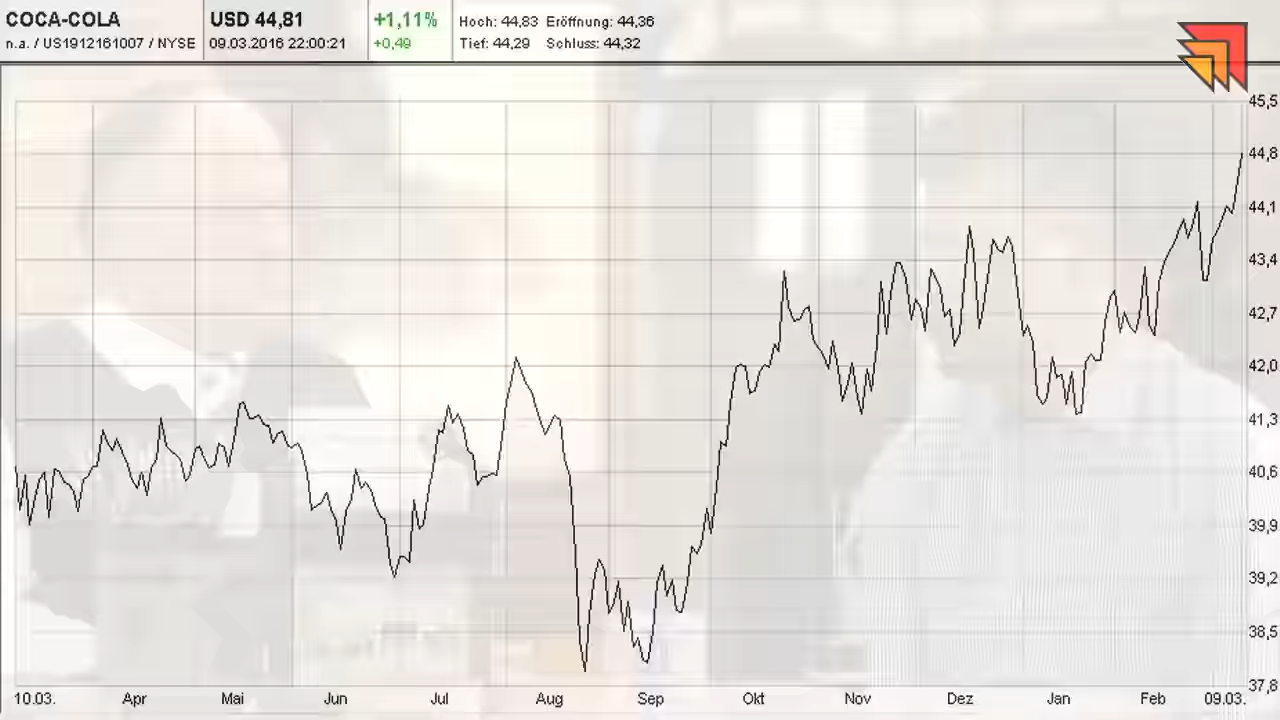 COCA-COLA
n.a. / US1912161007 / NYSE
USD 44,81
09.03.2016 22:00:21
+1,11%
+0,49
Hoch: 44,83 Eröffnung: 44,36
Tief: 44,29 Schluss: 44,32
45,5
44,8
44,1
43,4
42,7
42,0
41,3
40,6
39,9
39,2
38,5
37,8
10.03. Apr Mai Jun Jul Aug Sep Okt Nov Dez Jan Feb 09.03.